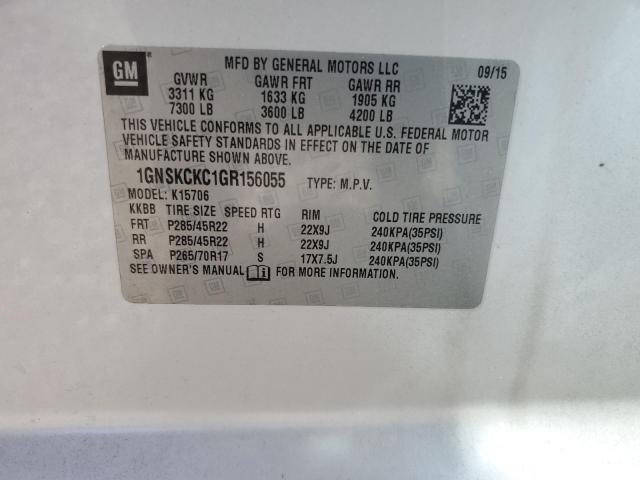 GM
MFD BY GENERAL MOTORS LLC 09/15
GVWR GAWR FRT GAWR RR
3311 KG 1633 KG 1905 KG
7300 LB 3600 LB 4200 LB
THIS VEHICLE CONFORMS TO ALL APPLICABLE U.S. FEDERAL MOTOR
VEHICLE SAFETY STANDARDS IN EFFECT ON THE DATE OF
MANUFACTURE SHOWN ABOVE.
1GNSKCKC1GR156055 TYPE: M.P.V.
MODEL: K15706
KKBB TIRE SIZE SPEED RTG RIM COLD TIRE PRESSURE
FRT P285/45R22 H 22X9J 240KPA(35PSI)
RR P285/45R22 H 22X9J 240KPA(35PSI)
SPA P265/70R17 S 17X7.5J 240KPA(35PSI)
SEE OWNER'S MANUAL FOR MORE INFORMATION.